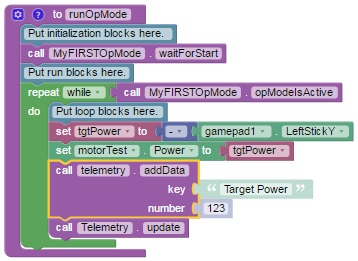 to runOpMode
Put initialization blocks here.
call MyFIRSTOpMode . waitForStart
Put run blocks here.
repeat while call MyFIRSTOpMode . opModeIsActive
do Put loop blocks here.
set tgtPower to - gamepad1 . LeftStickY
set motorTest . Power to tgtPower
call telemetry . addData
key “ Target Power ”
number 123
call Telemetry . update